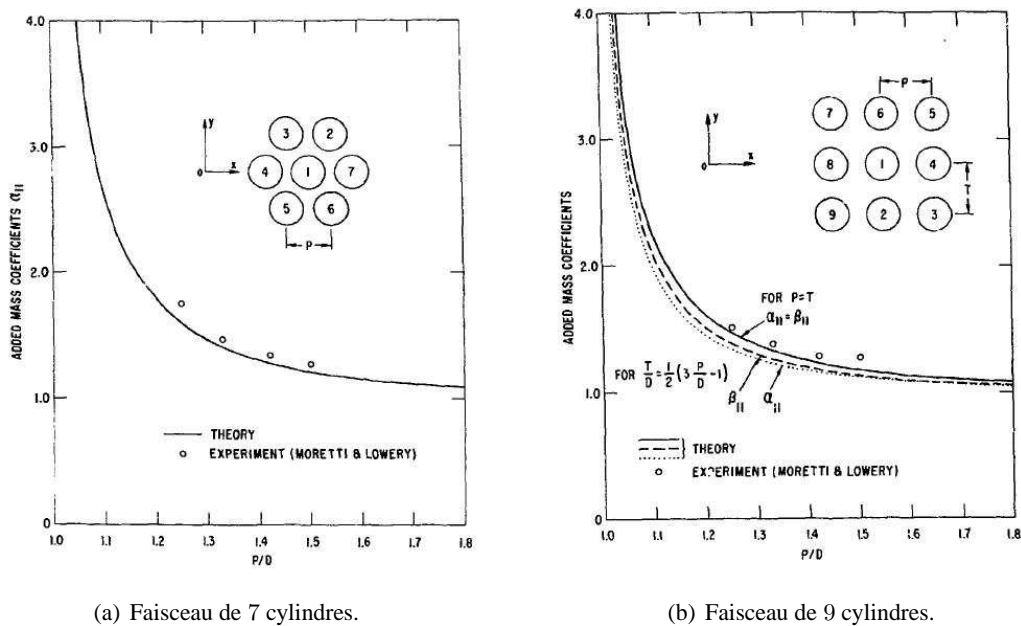 4.0
3.0
2.0
1.0
0
ADDED MASS COEFFICIENTS α₁₁
y
x
0
3 2
4 1 7
5 6
P
THEORY
EXPERIMENT (MORETTI & LOWERY)
1.0 1.1 1.2 1.3 1.4 1.5 1.6 1.7 1.8
P/D
(a) Faisceau de 7 cylindres.
4.0
3.0
2.0
1.0
0
ADDED MASS COEFFICIENTS
y
x
0
P
7 6 5
8 1 4
9 2 3
T
FOR P=T
α₁₁ = β₁₁
FOR T/D = 1/2 (3 P/D -1)
β₁₁ α₁₁
THEORY
EXPERIMENT (MORETTI & LOWERY)
1.0 1.1 1.2 1.3 1.4 1.5 1.6 1.7 1.8
P/D
(b) Faisceau de 9 cylindres.